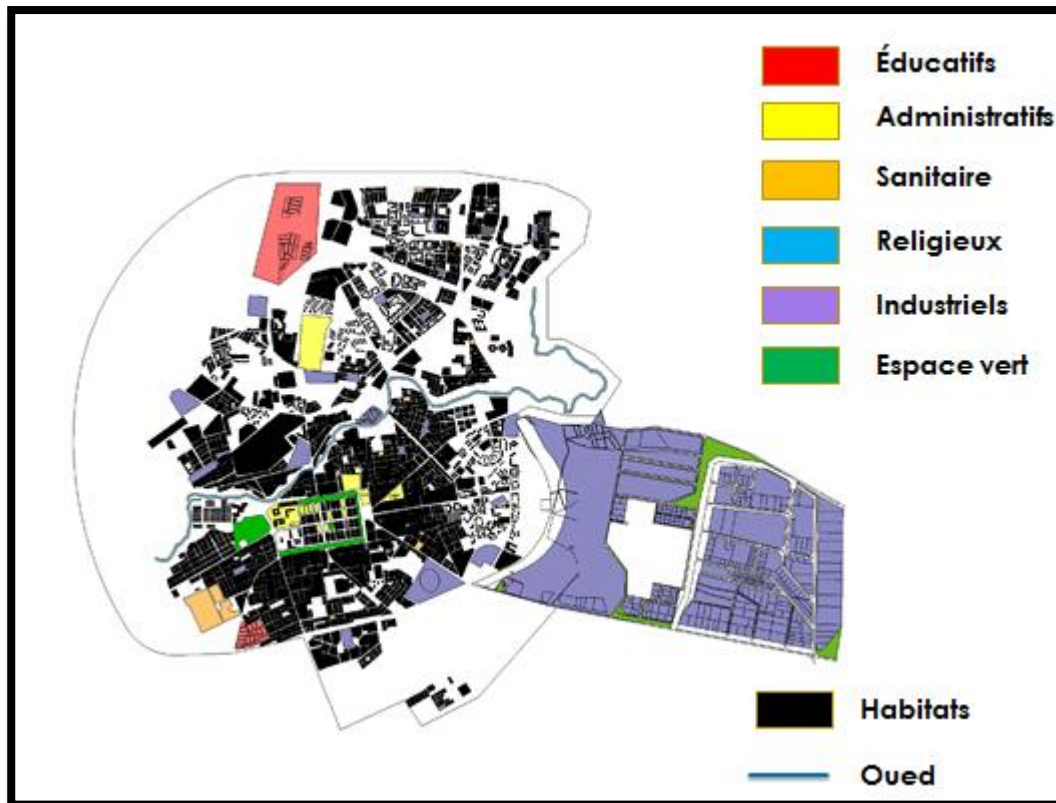 Éducatifs
Administratifs
Sanitaire
Religieux
Industriels
Espace vert
Habitats
Oued